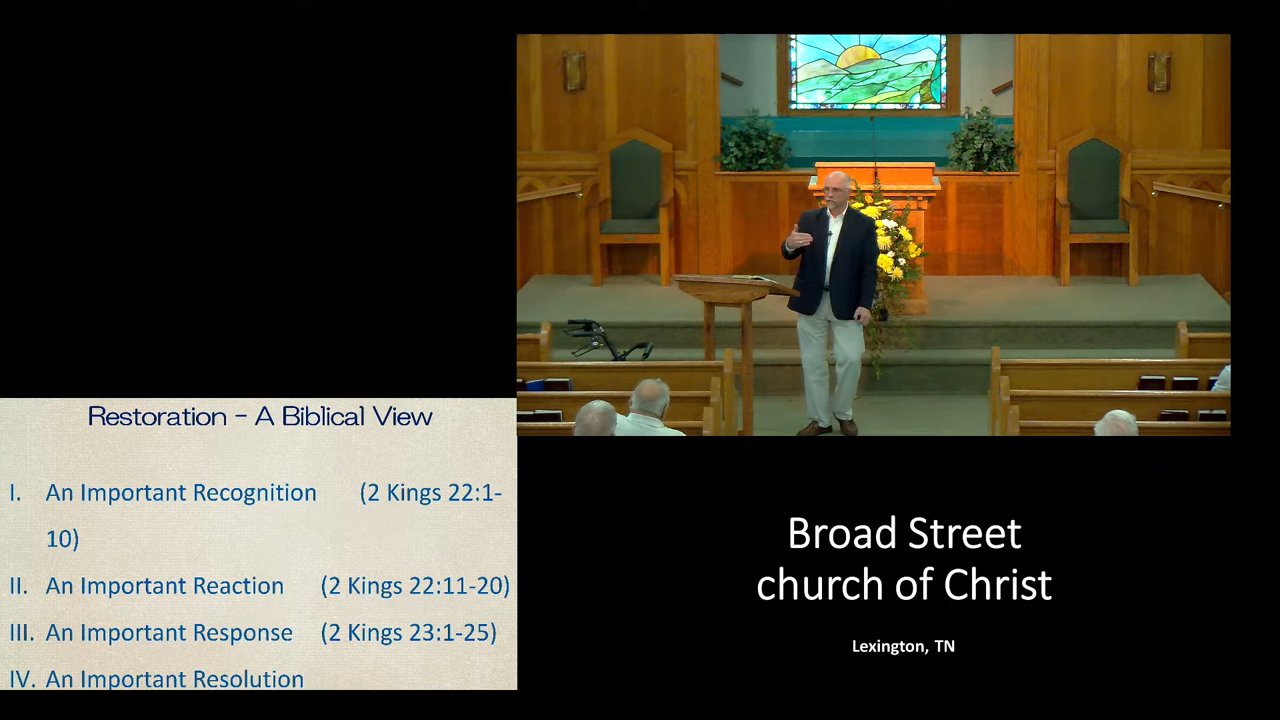 Restoration – A Biblical View
I. An Important Recognition (2 Kings 22:1-
10)
II. An Important Reaction (2 Kings 22:11-20)
III. An Important Response (2 Kings 23:1-25)
IV. An Important Resolution
Broad Street
church of Christ
Lexington, TN